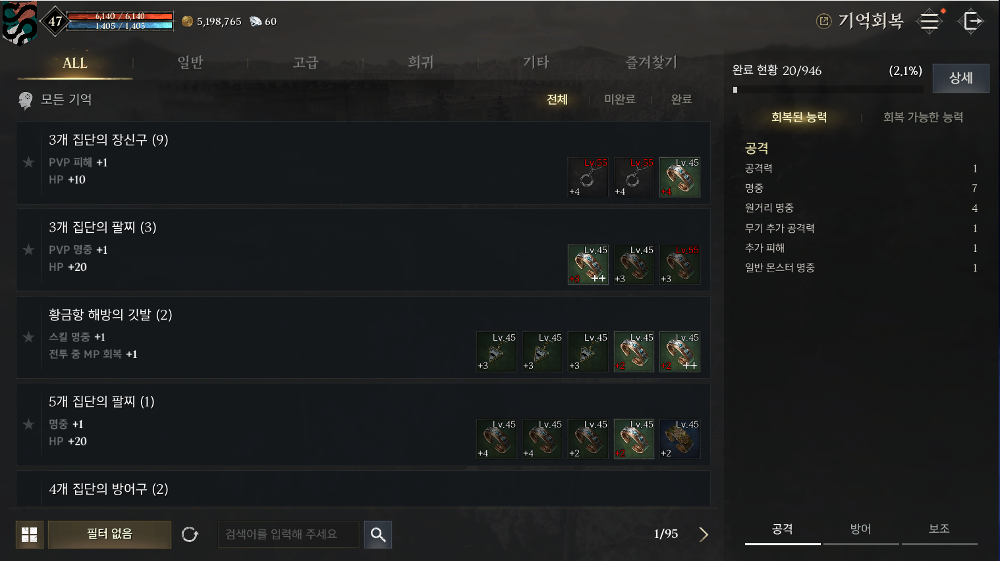 47
6,140 / 6,140
1,405 / 1,405
5,198,765
60
기억회복
ALL
일반
고급
희귀
기타
즐겨찾기
모든 기억
전체
미완료
완료
3개 집단의 장신구 (9)
PVP 피해 +1
HP +10
Lv.55
+4
Lv.55
+4
Lv.45
+4
3개 집단의 팔찌 (3)
PVP 명중 +1
HP +20
Lv.45
+3 ++
Lv.45
+3
Lv.55
+3
황금항 해방의 깃발 (2)
스킬 명중 +1
전투 중 MP 회복 +1
Lv.45
+3
Lv.45
+3
Lv.45
+3
Lv.45
+2
Lv.45
+2 ++
5개 집단의 팔찌 (1)
명중 +1
HP +20
Lv.45
+4
Lv.45
+4
Lv.45
+2
Lv.45
+2
Lv.45
+2
4개 집단의 방어구 (2)
필터 없음
검색어를 입력해 주세요
1/95
완료 현황 20/946
(2.1%)
상세
회복된 능력
회복 가능한 능력
공격
공격력 1
명중 7
원거리 명중 4
무기 추가 공격력 1
추가 피해 1
일반 몬스터 명중 1
공격
방어
보조